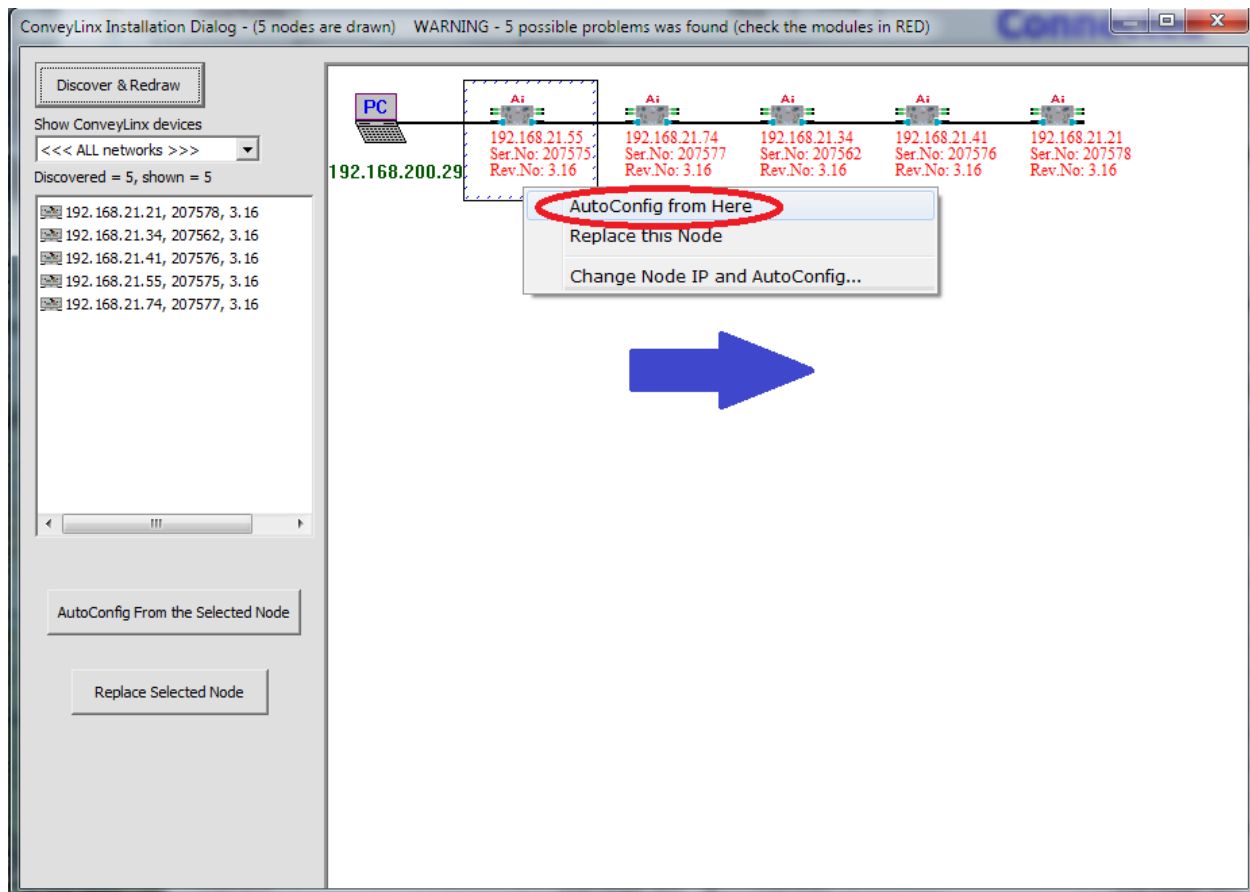 ConveyLinx Installation Dialog - (5 nodes are drawn) WARNING - 5 possible problems was found (check the modules in RED)
Discover & Redraw
Show ConveyLinx devices
<<< ALL networks >>>
Discovered = 5, shown = 5
192.168.21.21, 207578, 3.16
192.168.21.34, 207562, 3.16
192.168.21.41, 207576, 3.16
192.168.21.55, 207575, 3.16
192.168.21.74, 207577, 3.16
AutoConfig From the Selected Node
Replace Selected Node
PC
192.168.200.29
Ai
192.168.21.55
Ser.No: 207575
Rev.No: 3.16
Ai
192.168.21.74
Ser.No: 207577
Rev.No: 3.16
Ai
192.168.21.34
Ser.No: 207562
Rev.No: 3.16
Ai
192.168.21.41
Ser.No: 207576
Rev.No: 3.16
Ai
192.168.21.21
Ser.No: 207578
Rev.No: 3.16
AutoConfig from Here
Replace this Node
Change Node IP and AutoConfig...